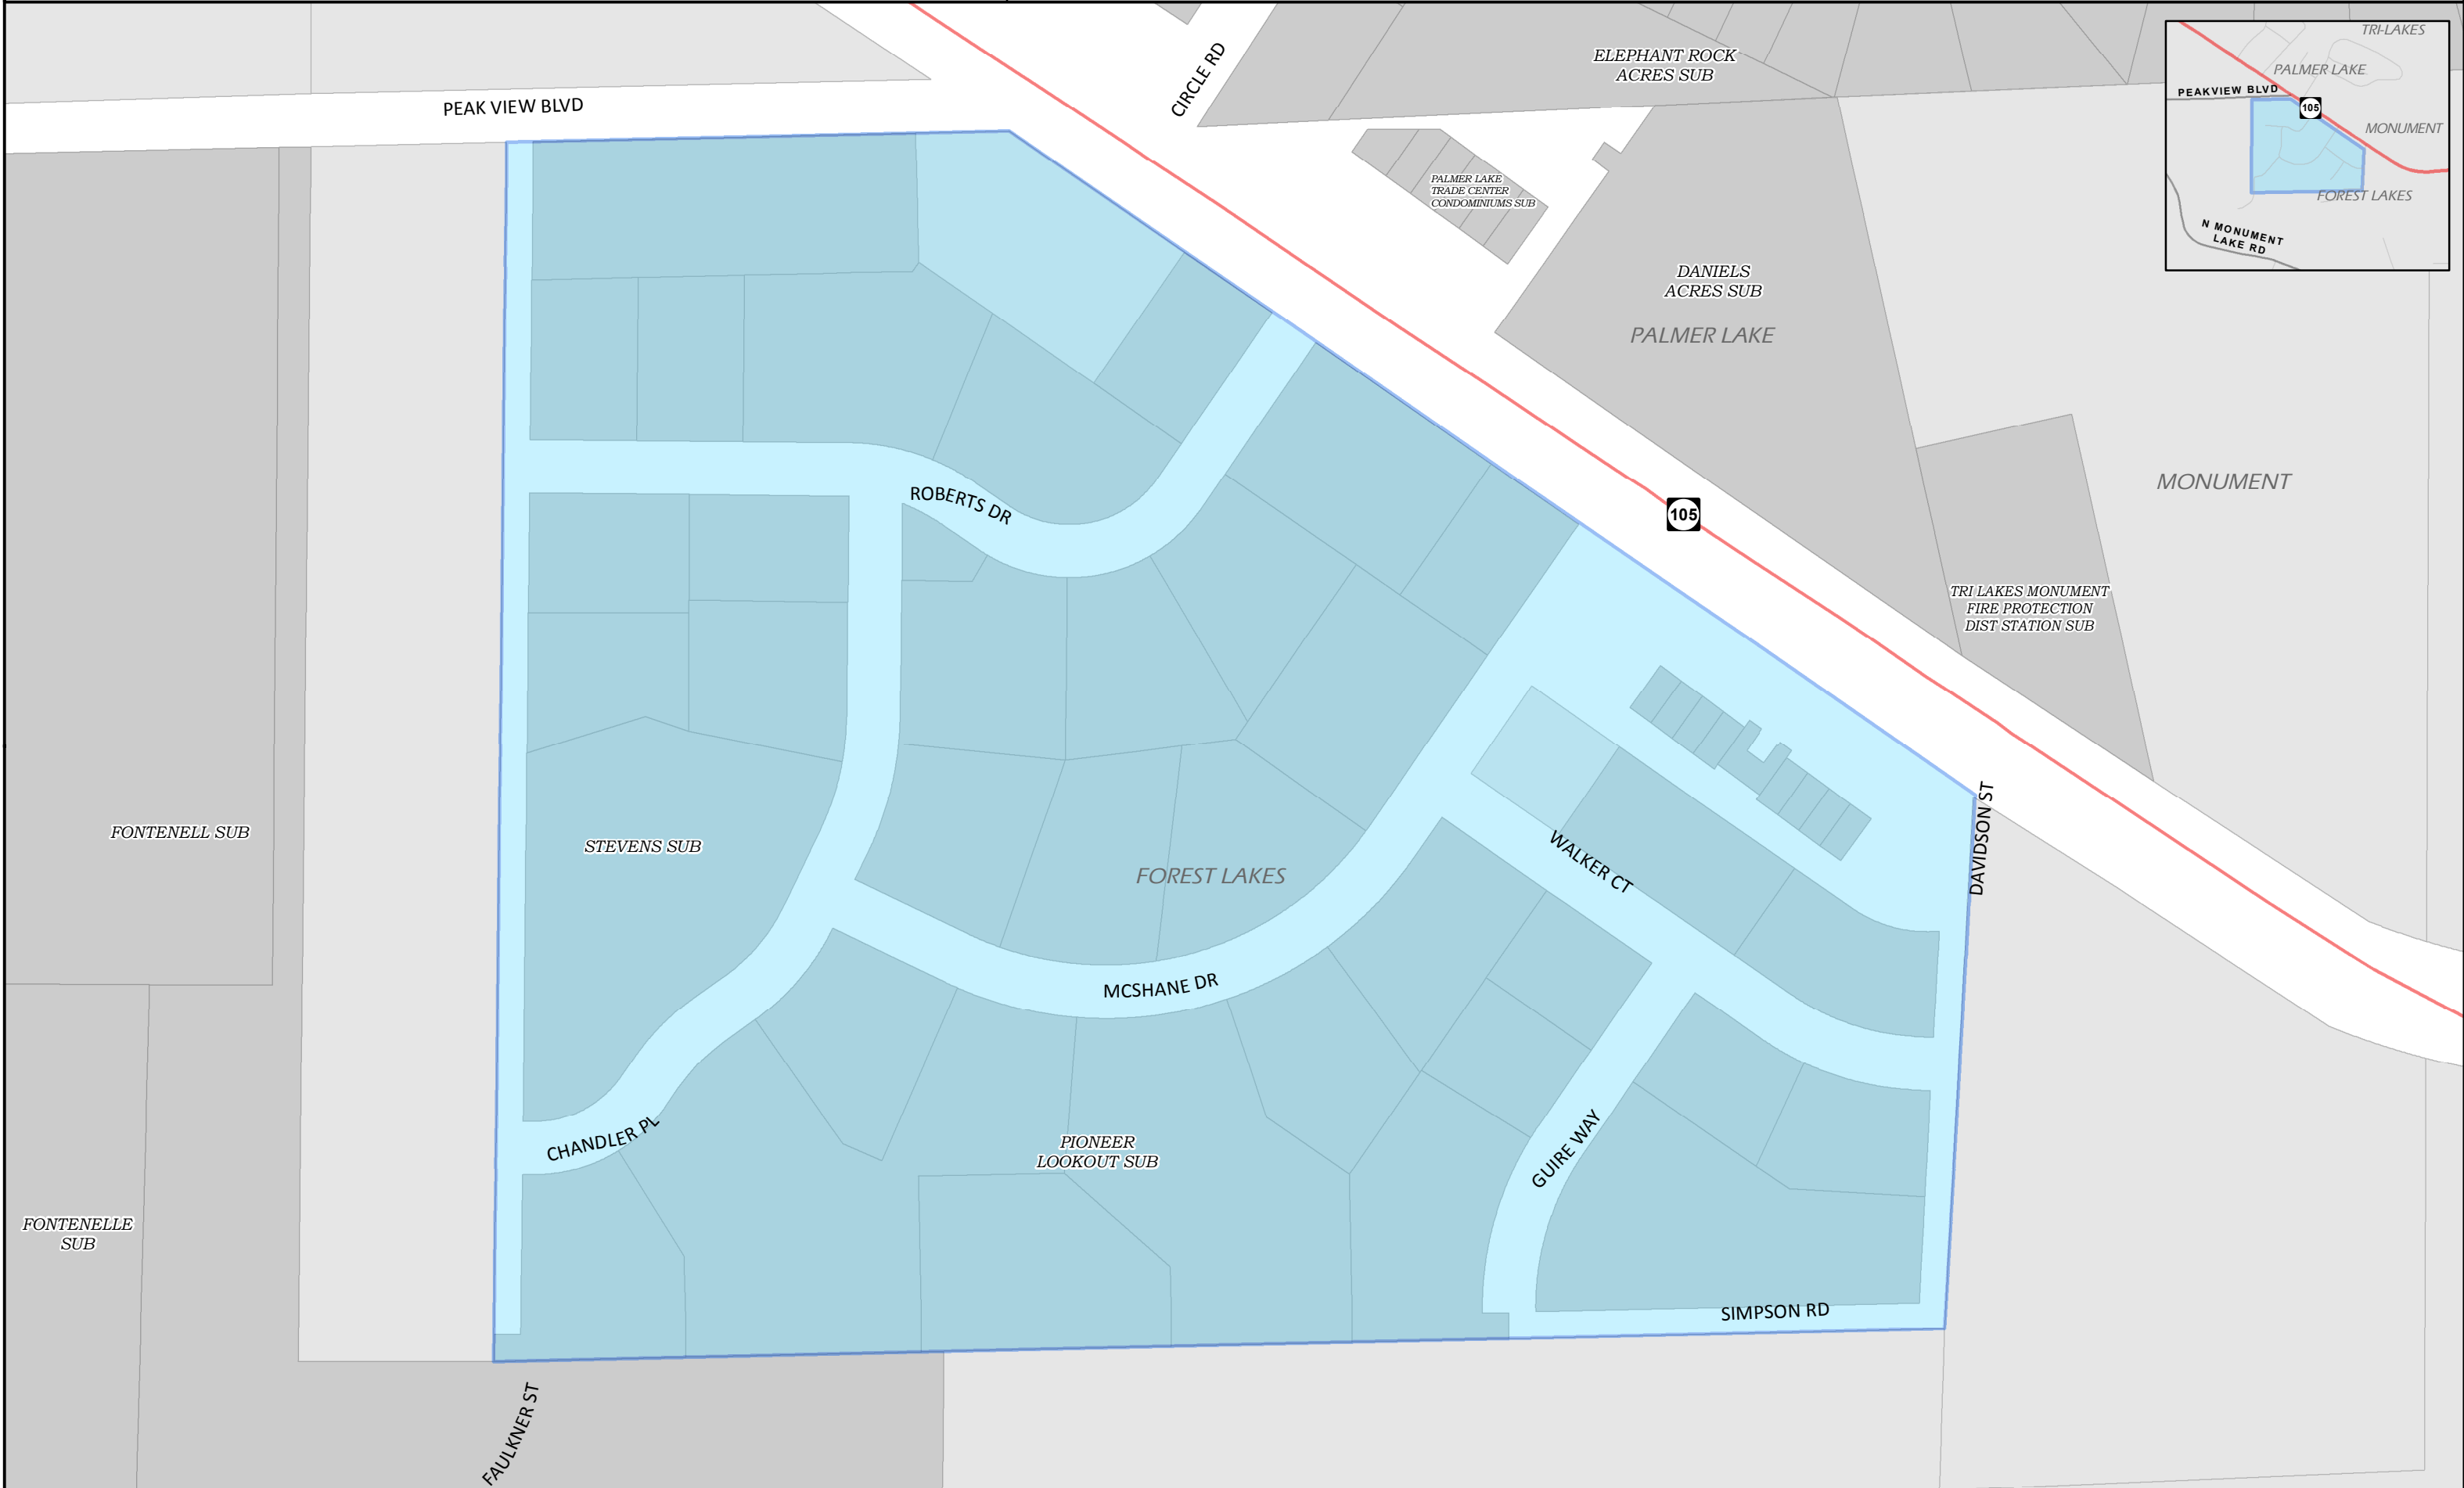 CIRCLE RD
ELEPHANT ROCK
ACRES SUB
PEAK VIEW BLVD
TRI-LAKES
PALMER LAKE
PEAKVIEW BLVD
105
MONUMENT
FOREST LAKES
N MONUMENT
LAKE RD
PALMER LAKE
TRADE CENTER
CONDOMINIUMS SUB
DANIELS
ACRES SUB
PALMER LAKE
MONUMENT
ROBERTS DR
105
TRI LAKES MONUMENT
FIRE PROTECTION
DIST STATION SUB
FONTENELL SUB
STEVENS SUB
FOREST LAKES
WALKER CT
DAVIDSON ST
MCSHANE DR
CHANDLER PL
PIONEER
LOOKOUT SUB
GUIRE WAY
FONTENELLE
SUB
SIMPSON RD
FAULKNER ST